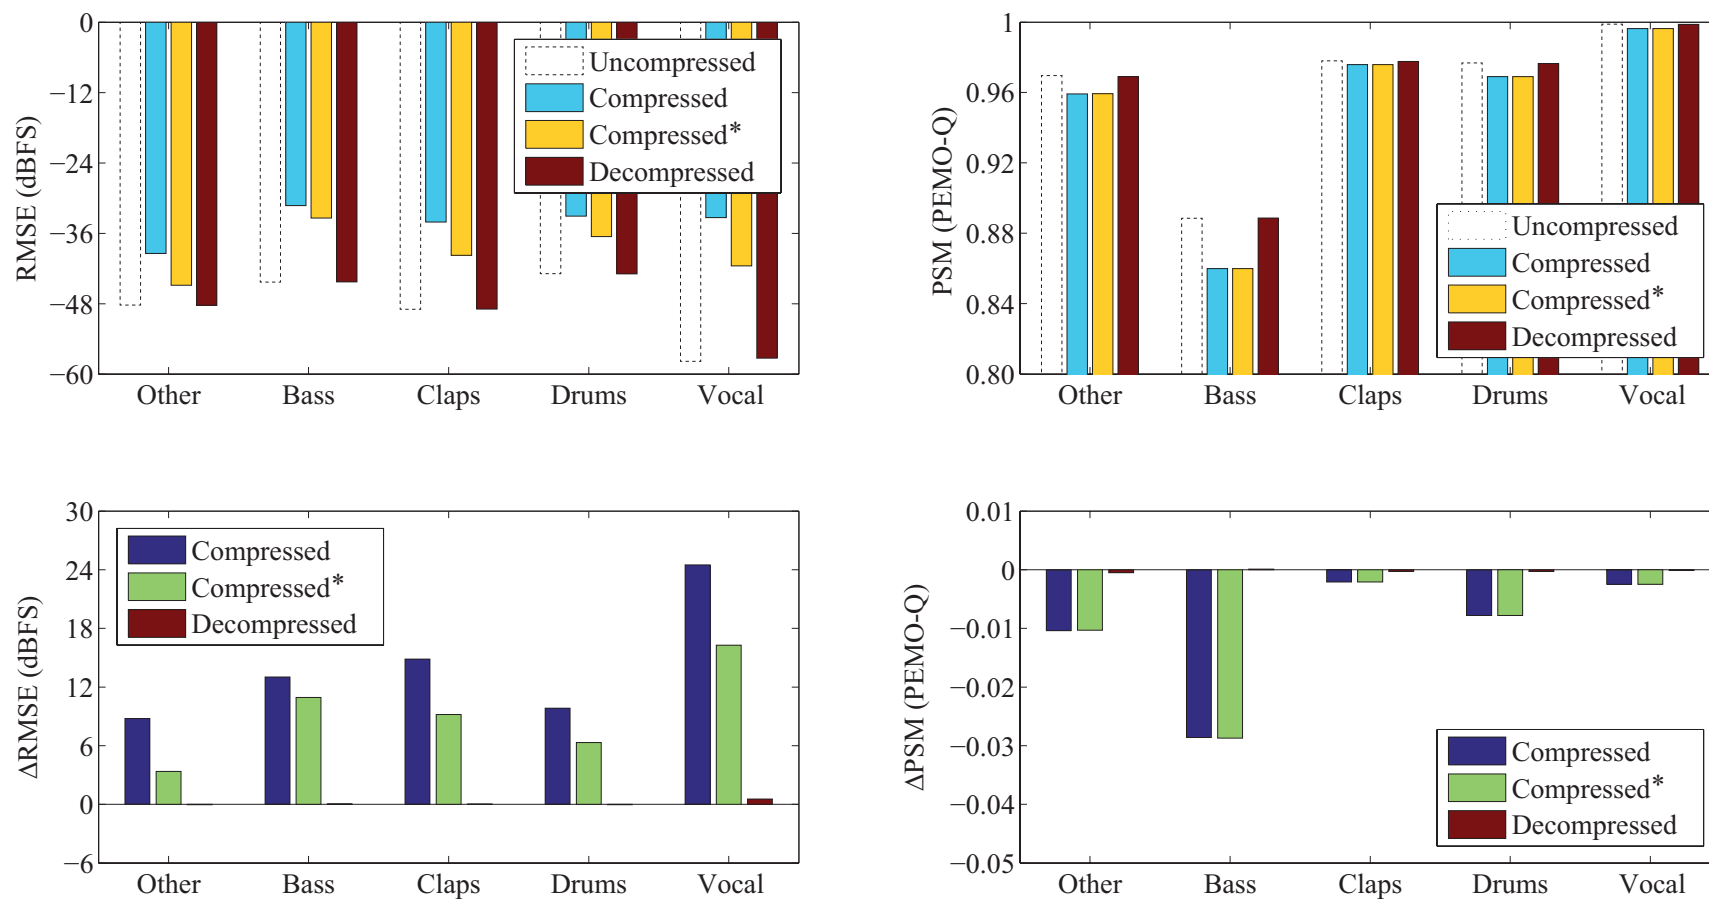 RMSE (dBFS)
0
−12
−24
−36
−48
−60
Uncompressed
Compressed
Compressed*
Decompressed
Other Bass Claps Drums Vocal
PSM (PEMO-Q)
1
0.96
0.92
0.88
0.84
0.80
Uncompressed
Compressed
Compressed*
Decompressed
Other Bass Claps Drums Vocal
ΔRMSE (dBFS)
30
24
18
12
6
0
−6
Compressed
Compressed*
Decompressed
Other Bass Claps Drums Vocal
ΔPSM (PEMO-Q)
0.01
0
−0.01
−0.02
−0.03
−0.04
−0.05
Compressed
Compressed*
Decompressed
Other Bass Claps Drums Vocal